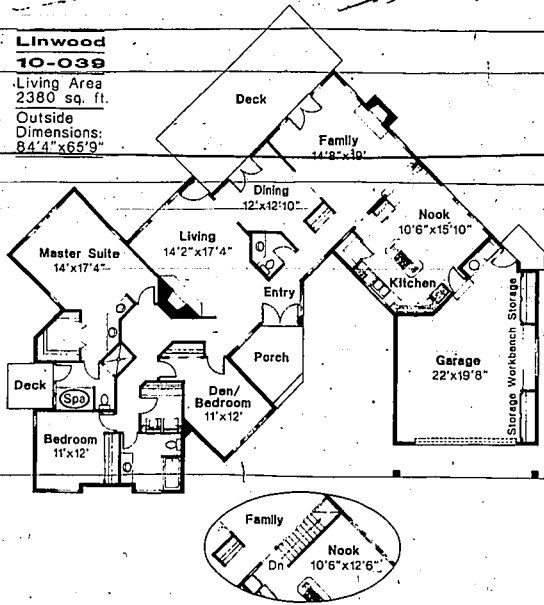 Linwood
10-039
Living Area
2380 sq. ft.
Outside
Dimensions:
84'4"x65'9"
Deck
Family
14'8"x19'
Dining
12'x12'10"
Nook
10'6"x15'10"
Living
14'2"x17'4"
Master Suite
14'x17'4"
Kitchen
Entry
Porch
Garage
22'x19'8"
Storage Workbench Storage
Deck
Spa
Den/
Bedroom
11'x12'
Bedroom
11'x12'
Family
Nook
10'6"x12'6"
Dn